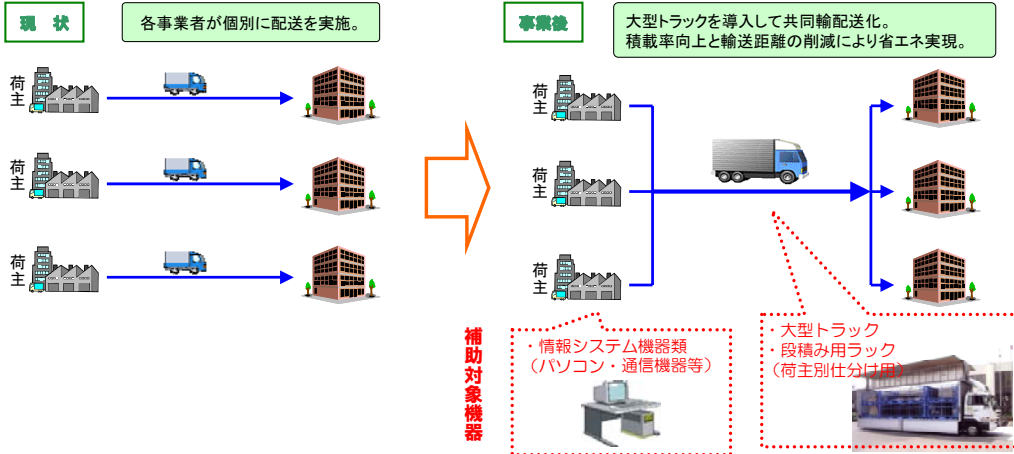 現　状
各事業者が個別に配送を実施。
荷主
荷主
荷主
事業後
大型トラックを導入して共同輸配送化。
積載率向上と輸送距離の削減により省エネ実現。
荷主
荷主
荷主
補助対象機器
・情報システム機器類
（パソコン・通信機器等）
・大型トラック
・段積み用ラック
（荷主別仕分け用）